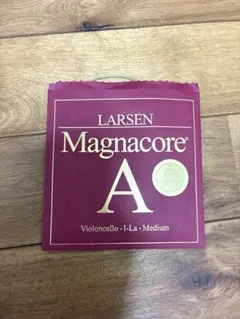 LARSEN
Magnacore®
A
Violoncello · I-La · Medium